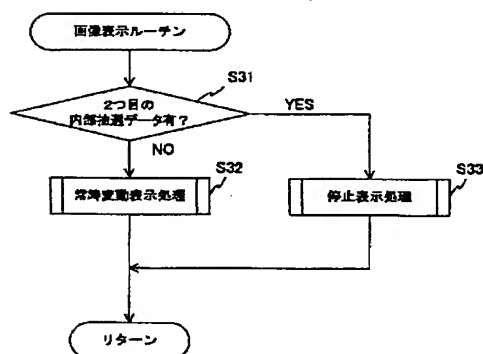 画像表示ルーチン
S31
2つ目の
内部抽選データ有？
YES
NO
S32
常時変動表示処理
S33
停止表示処理
リターン